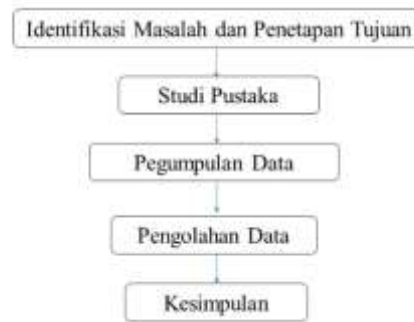 Identifikasi Masalah dan Penetapan Tujuan
Studi Pustaka
Pegumpulan Data
Pengolahan Data
Kesimpulan